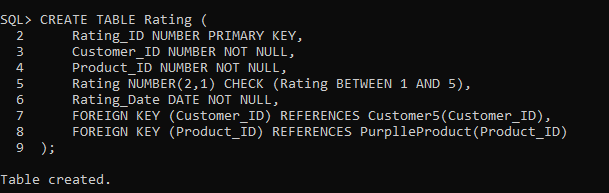 SQL> CREATE TABLE Rating (
  2      Rating_ID NUMBER PRIMARY KEY,
  3      Customer_ID NUMBER NOT NULL,
  4      Product_ID NUMBER NOT NULL,
  5      Rating NUMBER(2,1) CHECK (Rating BETWEEN 1 AND 5),
  6      Rating_Date DATE NOT NULL,
  7      FOREIGN KEY (Customer_ID) REFERENCES Customer5(Customer_ID),
  8      FOREIGN KEY (Product_ID) REFERENCES PurplleProduct(Product_ID)
  9  );
Table created.